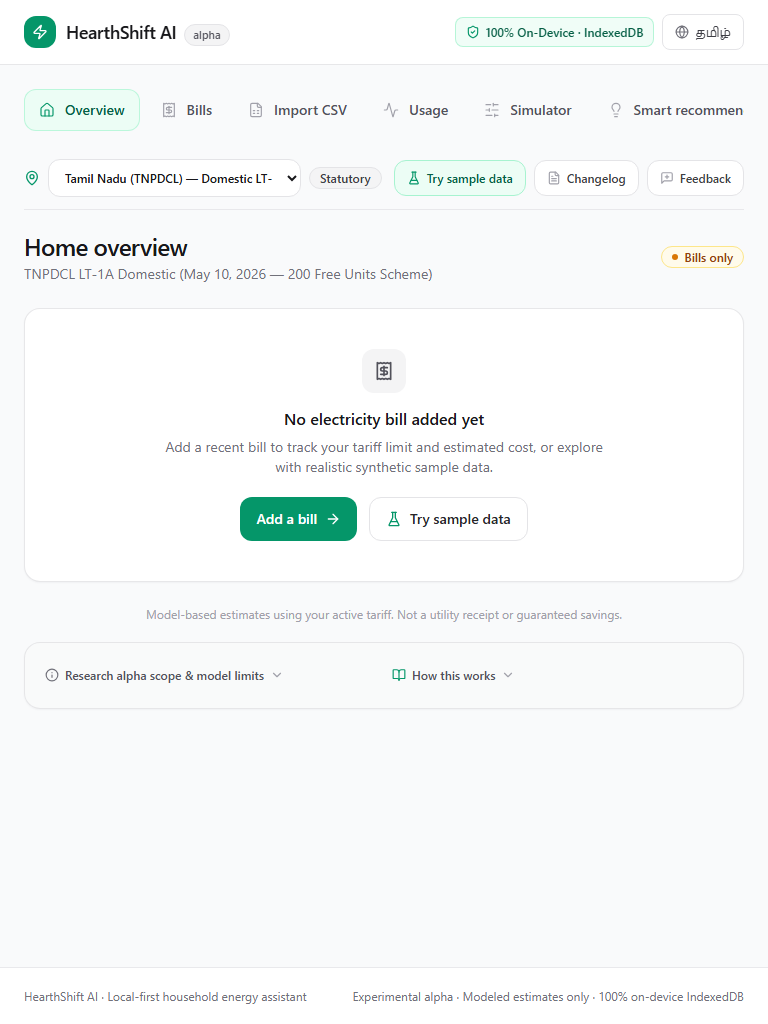 HearthShift AI alpha
100% On-Device · IndexedDB
தமிழ்
Overview
Bills
Import CSV
Usage
Simulator
Smart recommen
Tamil Nadu (TNPDCL) — Domestic LT-
Statutory
Try sample data
Changelog
Feedback
Home overview
TNPDCL LT-1A Domestic (May 10, 2026 — 200 Free Units Scheme)
Bills only
No electricity bill added yet
Add a recent bill to track your tariff limit and estimated cost, or explore
with realistic synthetic sample data.
Add a bill
Try sample data
Model-based estimates using your active tariff. Not a utility receipt or guaranteed savings.
Research alpha scope & model limits
How this works
HearthShift AI · Local-first household energy assistant
Experimental alpha · Modeled estimates only · 100% on-device IndexedDB